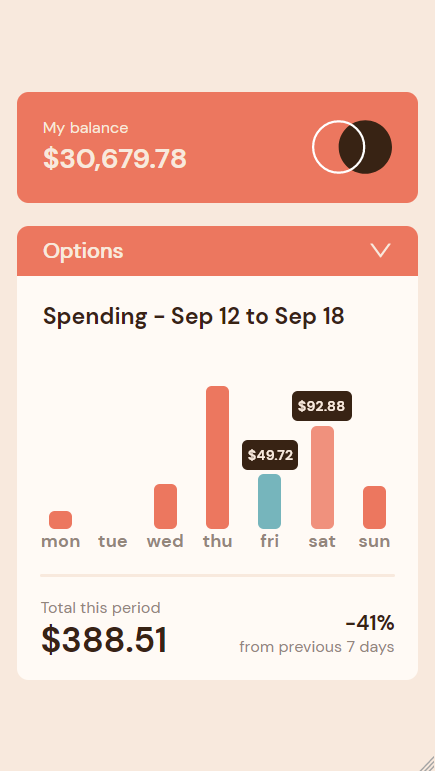 My balance
$30,679.78
Options
Spending - Sep 12 to Sep 18
$92.88
$49.72
mon tue wed thu fri sat sun
Total this period
$388.51
-41%
from previous 7 days